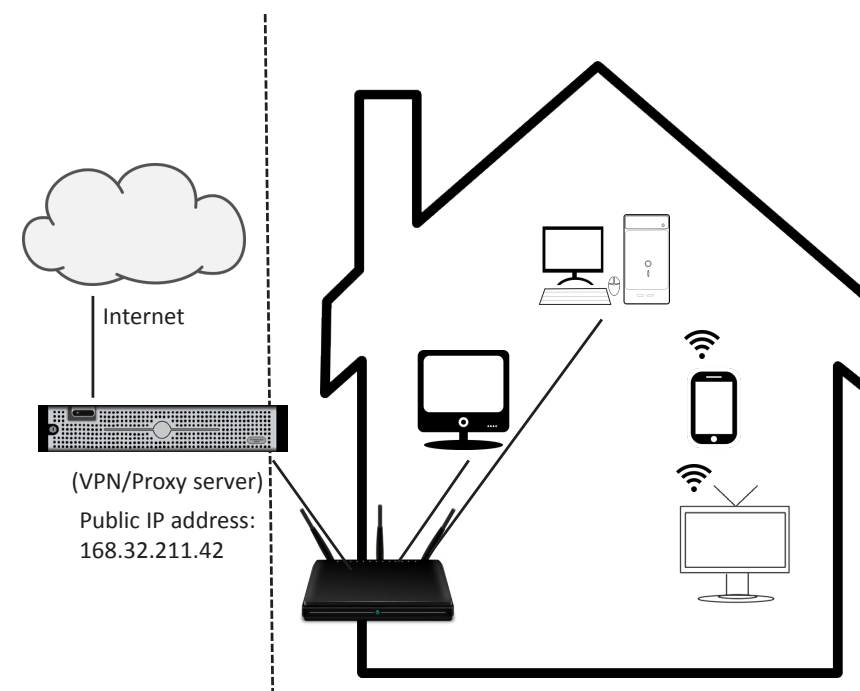 Internet
(VPN/Proxy server)
Public IP address:
168.32.211.42